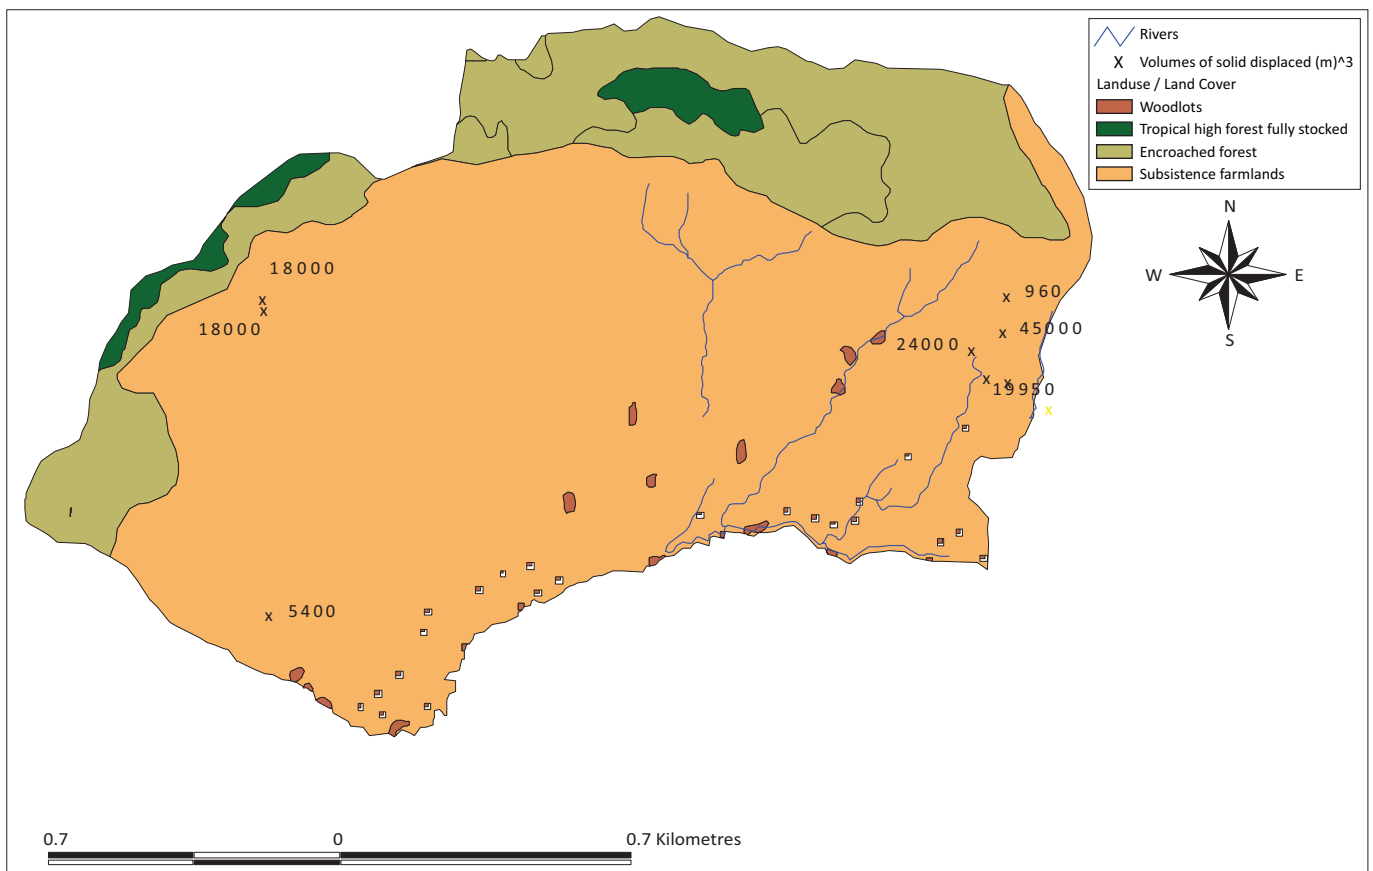 Rivers
X Volumes of solid displaced (m)^3
Landuse / Land Cover
Woodlots
Tropical high forest fully stocked
Encroached forest
Subsistence farmlands
N
W E
S
18000
x
x
18000
x 960
x 45000
24000 x
x x
19950
x
x 5400
0.7 0 0.7 Kilometres